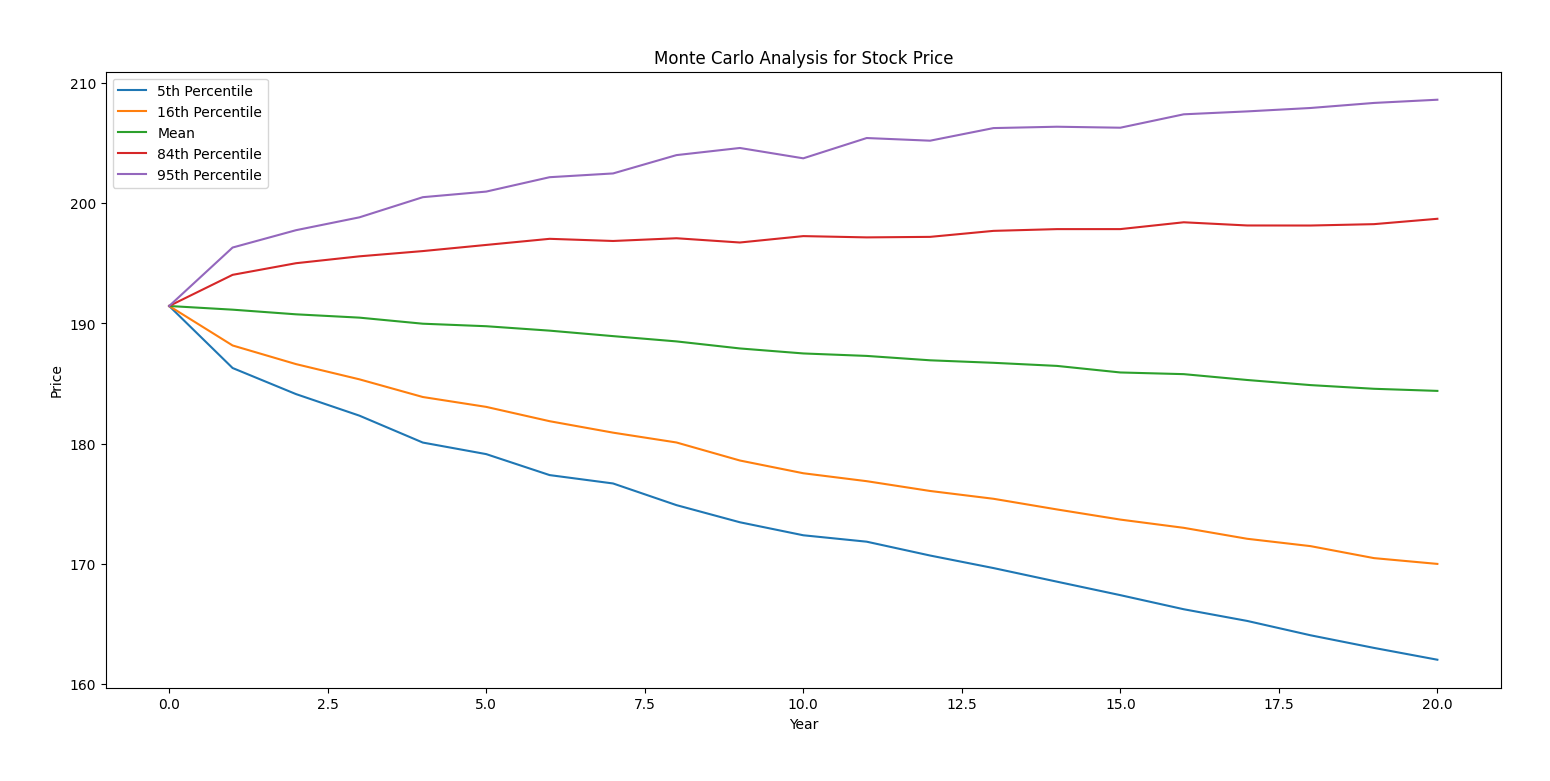 Monte Carlo Analysis for Stock Price
210
200
190
180
170
160
Price
5th Percentile
16th Percentile
Mean
84th Percentile
95th Percentile
0.0 2.5 5.0 7.5 10.0 12.5 15.0 17.5 20.0
Year